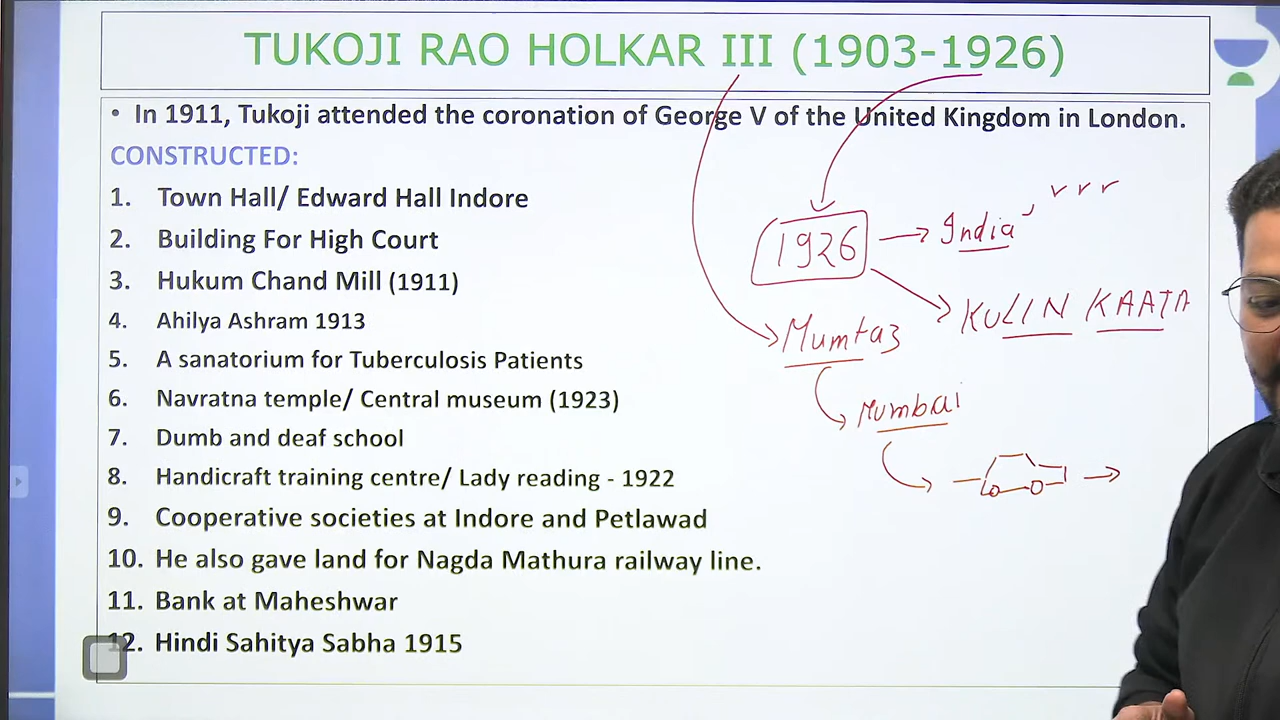 TUKOJI RAO HOLKAR III (1903-1926)
• In 1911, Tukoji attended the coronation of George V of the United Kingdom in London.
CONSTRUCTED:
1. Town Hall/ Edward Hall Indore
2. Building For High Court
3. Hukum Chand Mill (1911)
4. Ahilya Ashram 1913
5. A sanatorium for Tuberculosis Patients
6. Navratna temple/ Central museum (1923)
7. Dumb and deaf school
8. Handicraft training centre/ Lady reading - 1922
9. Cooperative societies at Indore and Petlawad
10. He also gave land for Nagda Mathura railway line.
11. Bank at Maheshwar
12. Hindi Sahitya Sabha 1915
1926 → India
KULIN KAATA
Mumtaz
Mumbai